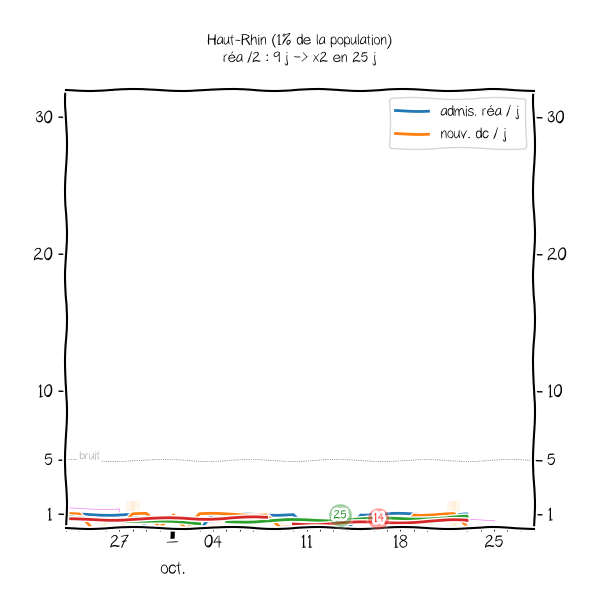 Haut-Rhin (1% de la population)
réa /2 : 9 j -> x2 en 25 j
admis. réa / j
nouv. dc / j
30
30
20
20
10
10
5
bruit
5
1
25
14
1
27
04
11
18
25
oct.